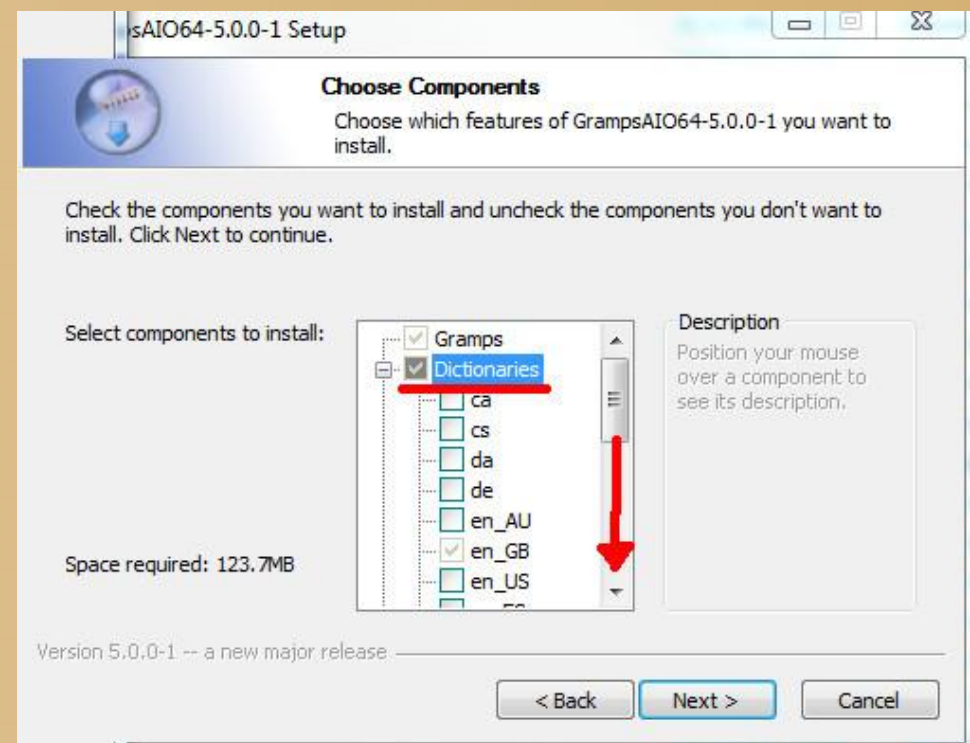 sAIO64-5.0.0-1 Setup
Choose Components
Choose which features of GrampsAIO64-5.0.0-1 you want to
install.
Check the components you want to install and uncheck the components you don't want to
install. Click Next to continue.
Select components to install:
Gramps
Dictionaries
ca
cs
da
de
en_AU
en_GB
en_US
Description
Position your mouse
over a component to
see its description.
Space required: 123.7MB
Version 5.0.0-1 -- a new major release
< Back
Next >
Cancel